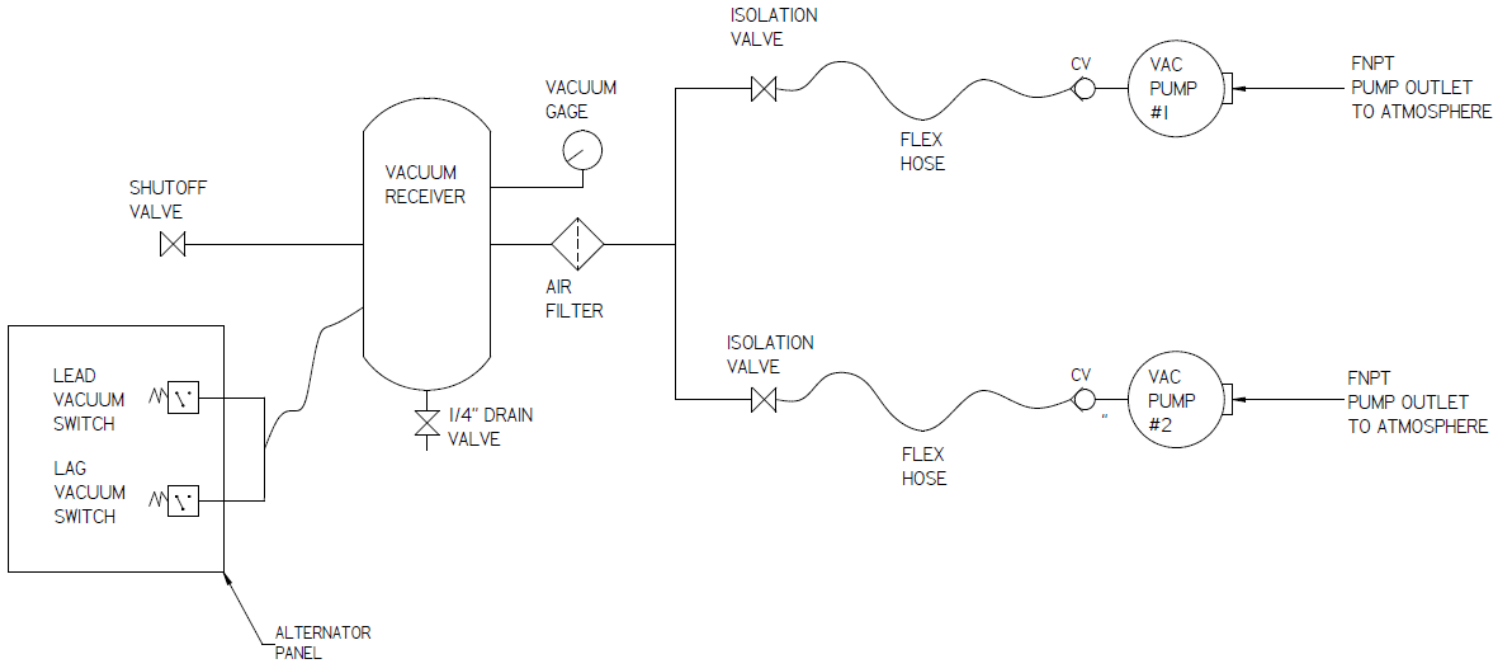 ISOLATION
VALVE
CV
VAC
PUMP
#1
FNPT
PUMP OUTLET
TO ATMOSPHERE
VACUUM
GAGE
FLEX
HOSE
VACUUM
RECEIVER
SHUTOFF
VALVE
AIR
FILTER
ISOLATION
VALVE
CV
"
VAC
PUMP
#2
FNPT
PUMP OUTLET
TO ATMOSPHERE
LEAD
VACUUM
SWITCH
1/4" DRAIN
VALVE
FLEX
HOSE
LAG
VACUUM
SWITCH
ALTERNATOR
PANEL